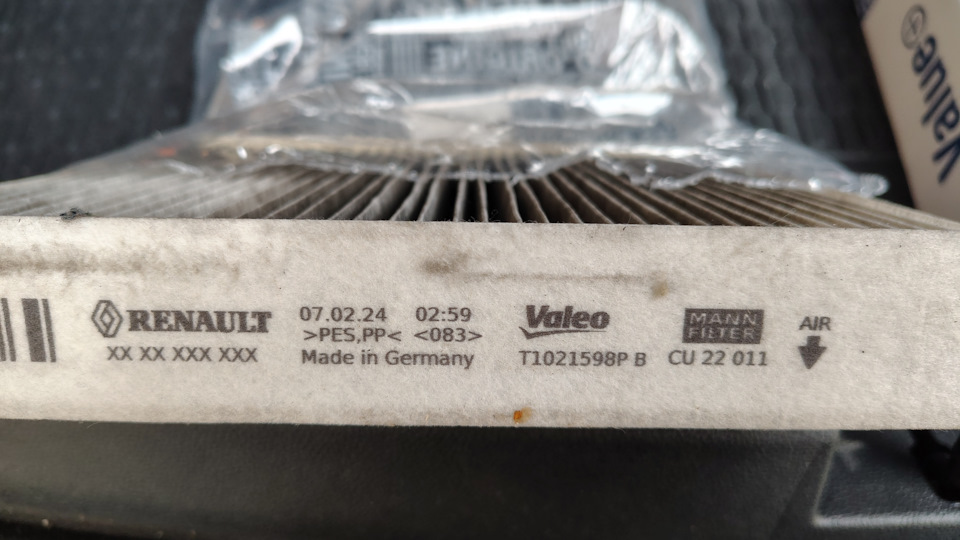 RENAULT
XX XX XXX XXX
07.02.24 02:59
>PES,PP< <083>
Made in Germany
Valeo
T1021598P B
MANN
FILTER
CU 22 011
AIR
Value